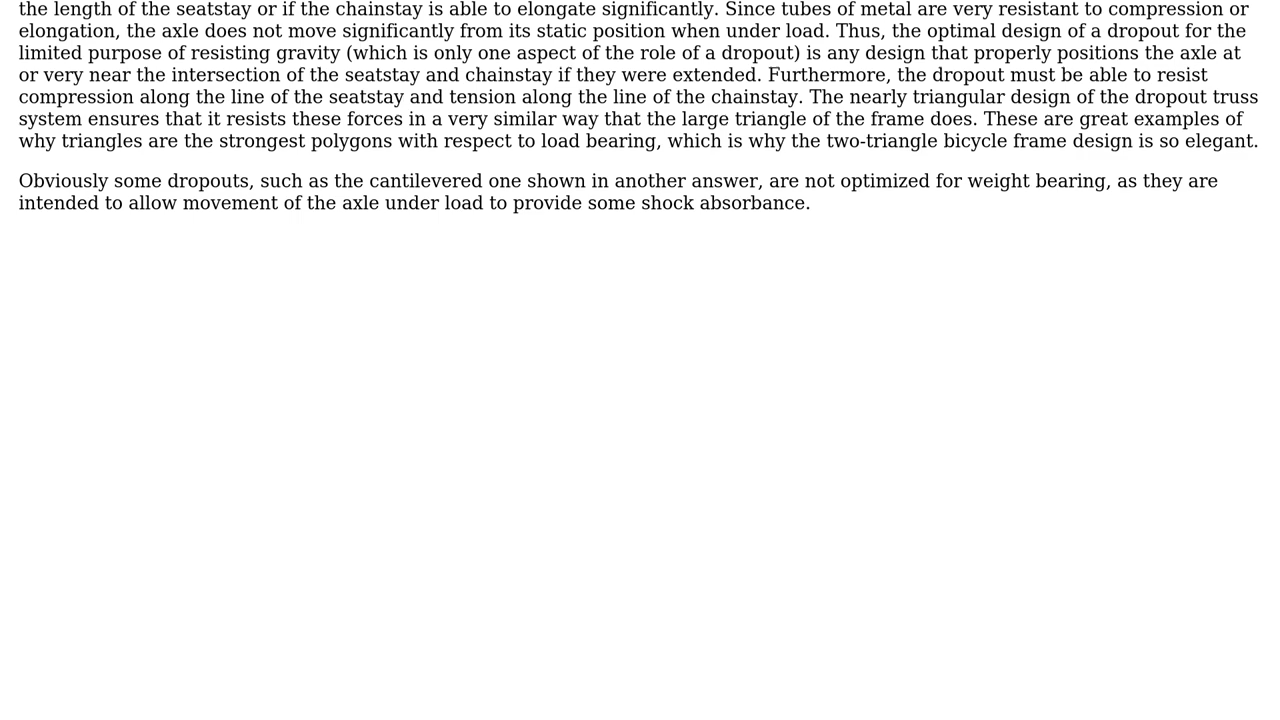 the length of the seatstay or if the chainstay is able to elongate significantly. Since tubes of metal are very resistant to compression or
elongation, the axle does not move significantly from its static position when under load. Thus, the optimal design of a dropout for the
limited purpose of resisting gravity (which is only one aspect of the role of a dropout) is any design that properly positions the axle at
or very near the intersection of the seatstay and chainstay if they were extended. Furthermore, the dropout must be able to resist
compression along the line of the seatstay and tension along the line of the chainstay. The nearly triangular design of the dropout truss
system ensures that it resists these forces in a very similar way that the large triangle of the frame does. These are great examples of
why triangles are the strongest polygons with respect to load bearing, which is why the two-triangle bicycle frame design is so elegant.
Obviously some dropouts, such as the cantilevered one shown in another answer, are not optimized for weight bearing, as they are
intended to allow movement of the axle under load to provide some shock absorbance.